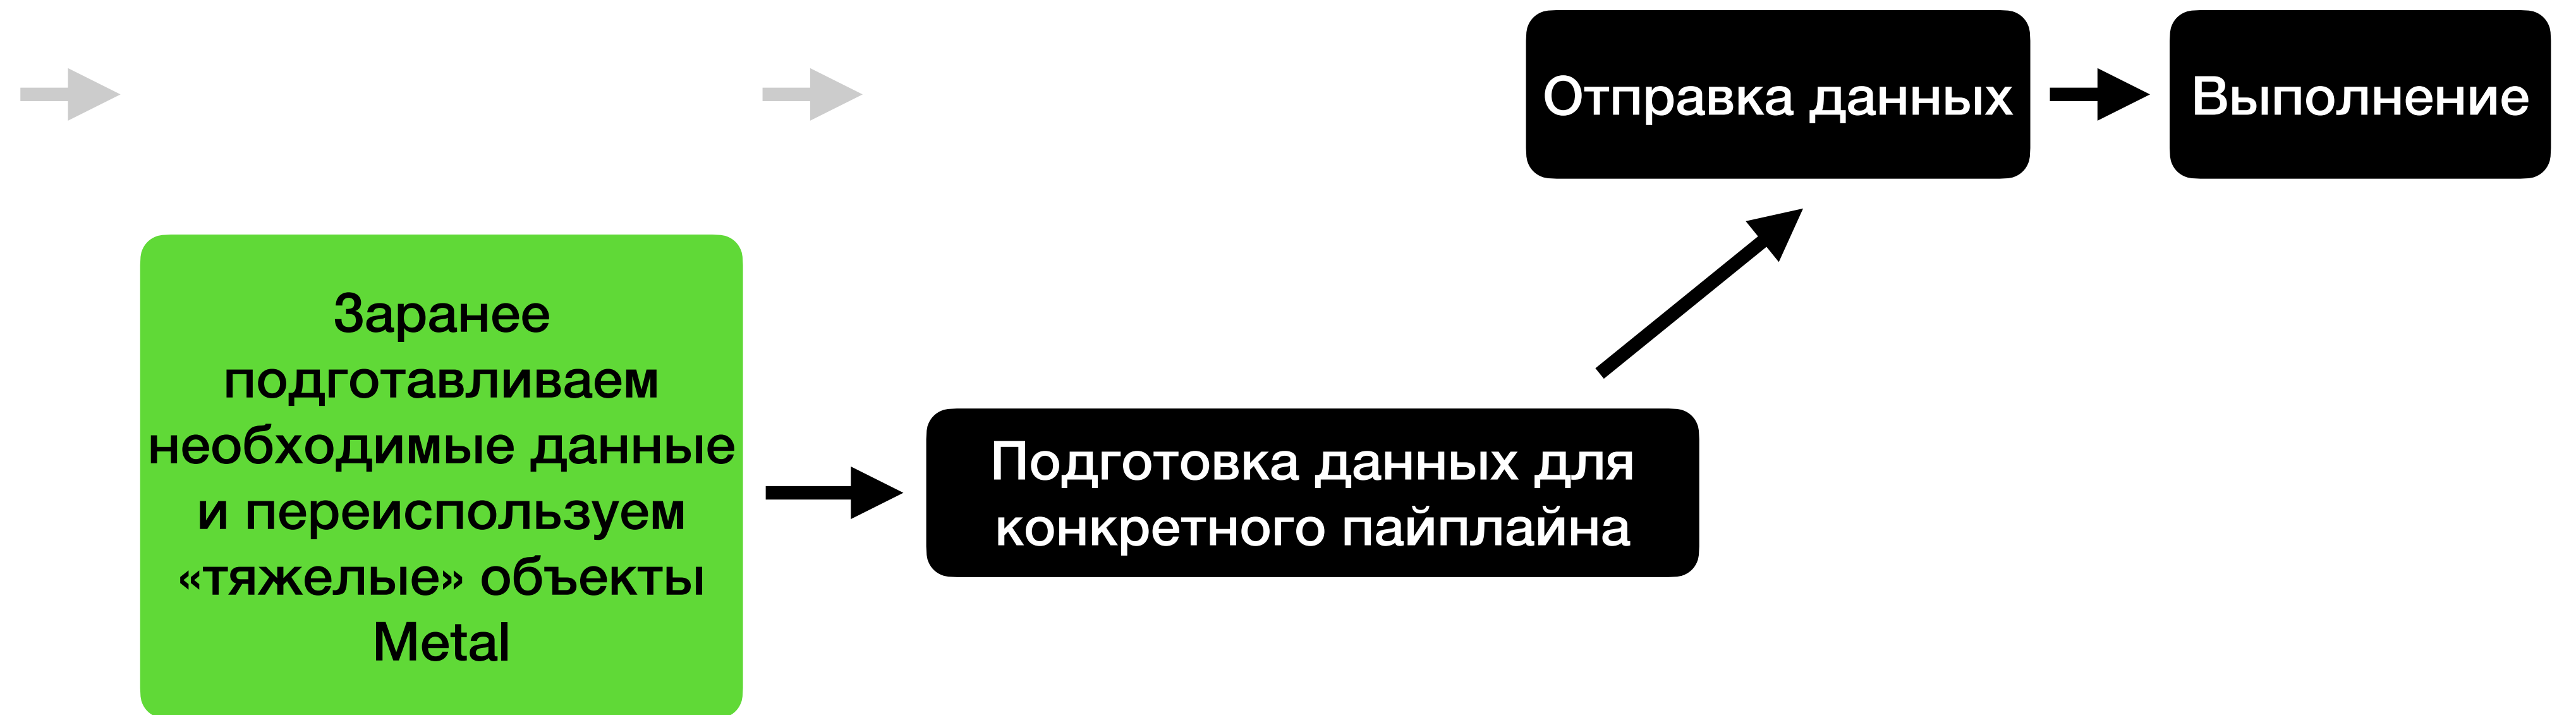 Отправка данных
Выполнение
Заранее
подготавливаем
необходимые данные
и переиспользуем
«тяжелые» объекты
Metal
Подготовка данных для
конкретного пайплайна